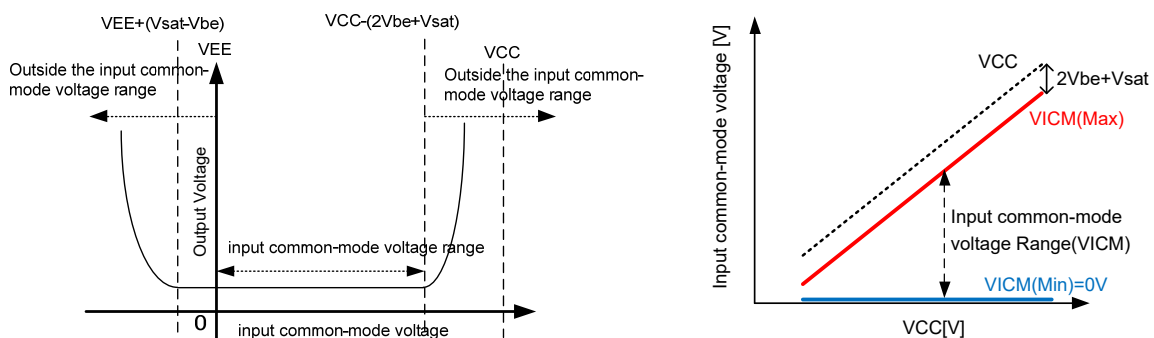 VEE+(Vsat-Vbe)
VCC-(2Vbe+Vsat)
VEE
VCC
Outside the input common-
mode voltage range
Outside the input common-
mode voltage range
Output Voltage
input common-mode voltage range
0
input common-mode voltage
Input common-mode voltage [V]
VCC
2Vbe+Vsat
VICM(Max)
Input common-mode
voltage Range(VICM)
VICM(Min)=0V
VCC[V]